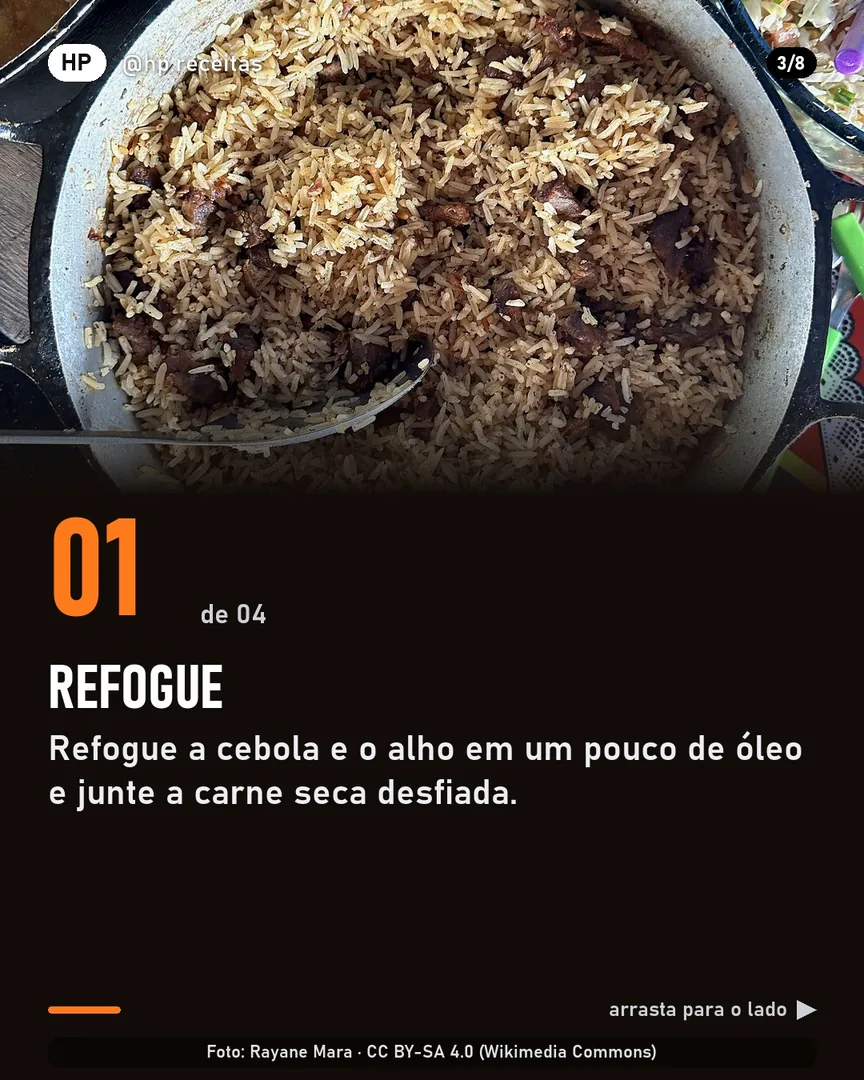 HP
@hp.receitas
3/8
01
de 04
REFOGUE
Refogue a cebola e o alho em um pouco de óleo
e junte a carne seca desfiada.
arrasta para o lado ▶
Foto: Rayane Mara · CC BY-SA 4.0 (Wikimedia Commons)